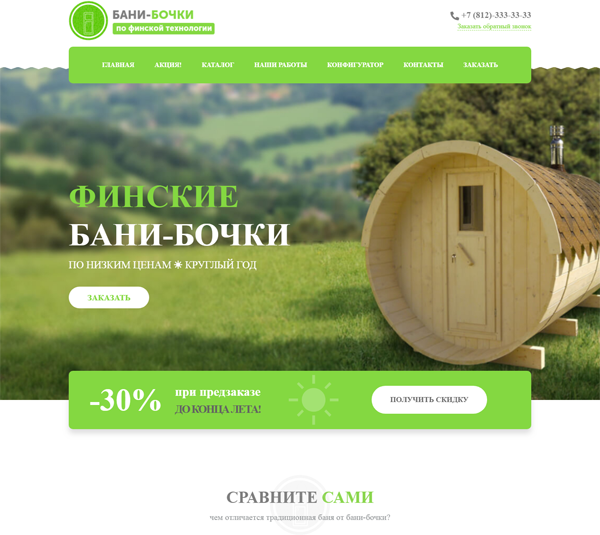 БАНИ-БОЧКИ
по финской технологии
+7 (812)-333-33-33
Заказать обратный звонок
ГЛАВНАЯ АКЦИЯ! КАТАЛОГ НАШИ РАБОТЫ КОНФИГУРАТОР КОНТАКТЫ ЗАКАЗАТЬ
ФИНСКИЕ
БАНИ-БОЧКИ
ПО НИЗКИМ ЦЕНАМ ☀ КРУГЛЫЙ ГОД
ЗАКАЗАТЬ
-30%
при предзаказе
ДО КОНЦА ЛЕТА!
ПОЛУЧИТЬ СКИДКУ
СРАВНИТЕ САМИ
чем отличается традиционная баня от бани-бочки?